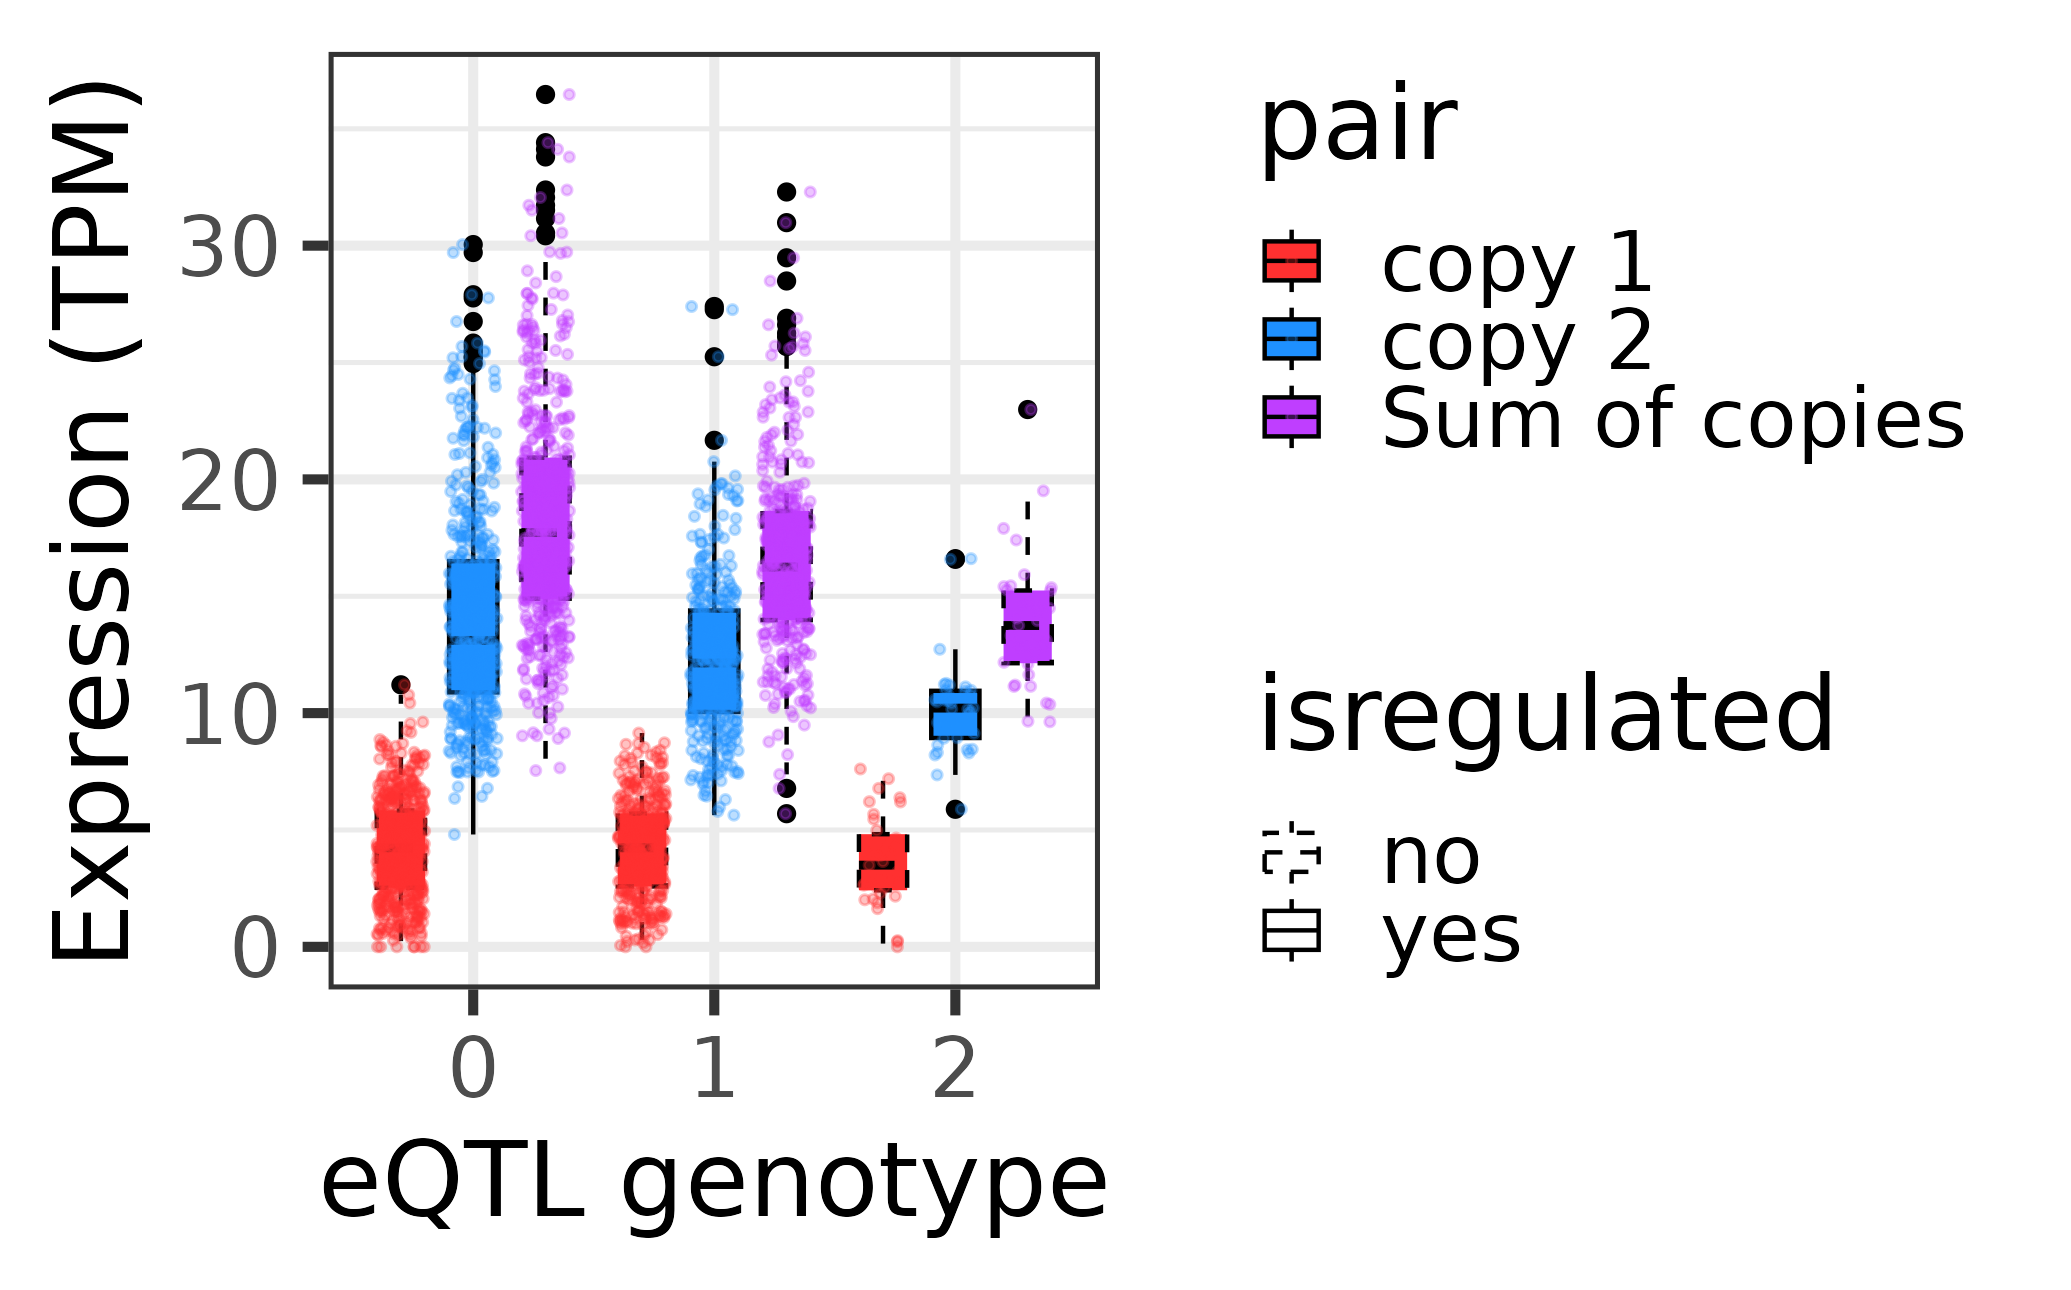 Expression (TPM)
30
20
10
0
0 1 2
eQTL genotype
pair
copy 1
copy 2
Sum of copies
isregulated
no
yes